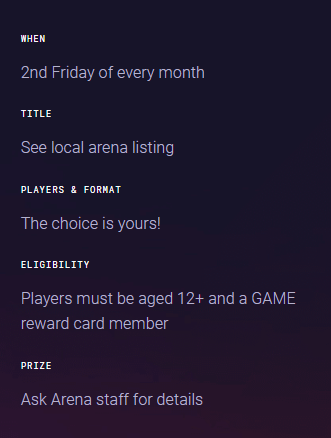 WHEN
2nd Friday of every month
TITLE
See local arena listing
PLAYERS & FORMAT
The choice is yours!
ELIGIBILITY
Players must be aged 12+ and a GAME
reward card member
PRIZE
Ask Arena staff for details